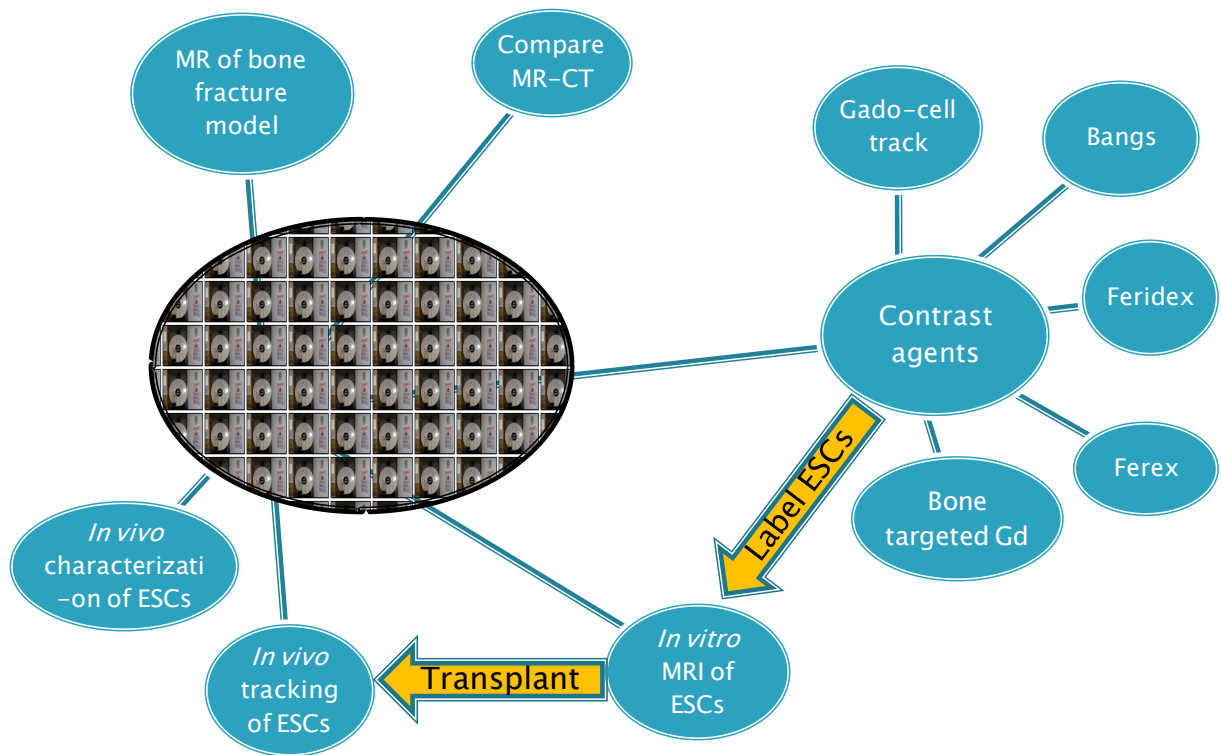 MR of bone
fracture
model
Compare
MR-CT
Gado-cell
track
Bangs
Contrast
agents
Feridex
Ferex
Bone
targeted Gd
Label ESCs
In vivo
characterizati
-on of ESCs
In vivo
tracking
of ESCs
Transplant
In vitro
MRI of
ESCs